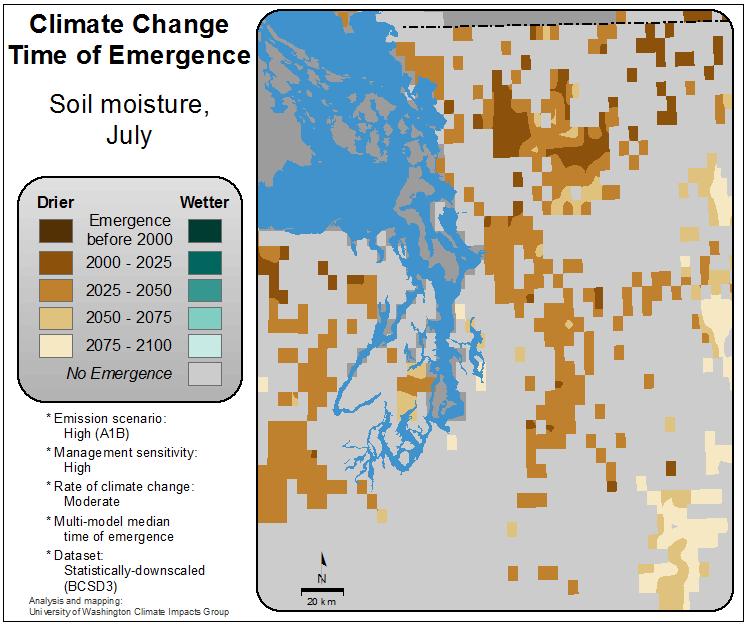 Climate Change
Time of Emergence
Soil moisture,
July
Drier
Wetter
Emergence
before 2000
2000 - 2025
2025 - 2050
2050 - 2075
2075 - 2100
No Emergence
* Emission scenario:
High (A1B)
* Management sensitivity:
High
* Rate of climate change:
Moderate
* Multi-model median
time of emergence
* Dataset:
Statistically-downscaled
(BCSD3)
Analysis and mapping:
University of Washington Climate Impacts Group
N
20 km